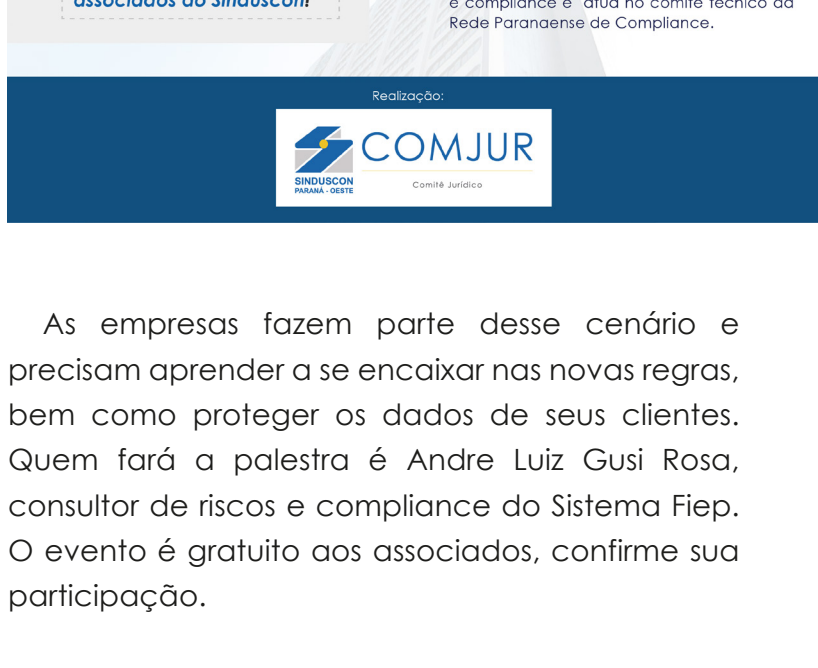 associados do Sinduscon!
e compliance e atua no comitê técnico da
Rede Paranaense de Compliance.
Realização:
SINDUSCON
PARANÁ - OESTE
COMJUR
Comitê Jurídico
As empresas fazem parte desse cenário e
precisam aprender a se encaixar nas novas regras,
bem como proteger os dados de seus clientes.
Quem fará a palestra é Andre Luiz Gusi Rosa,
consultor de riscos e compliance do Sistema Fiep.
O evento é gratuito aos associados, confirme sua
participação.